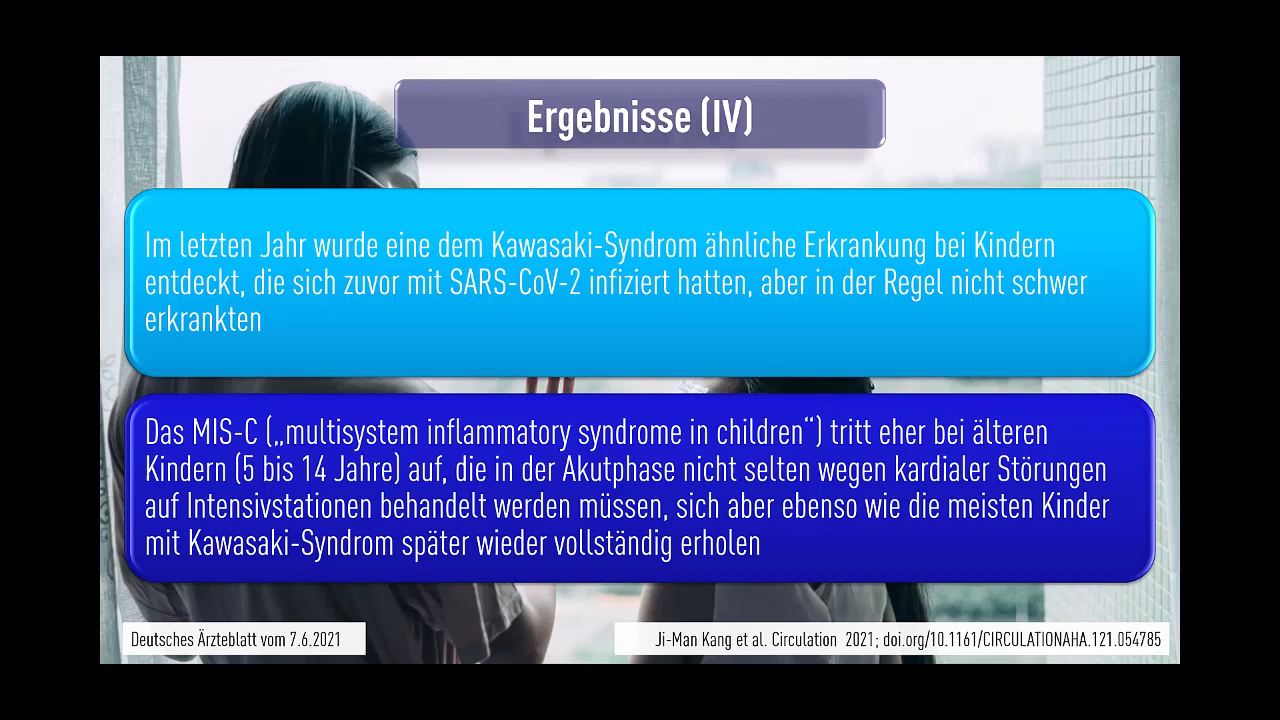 Ergebnisse (IV)
Im letzten Jahr wurde eine dem Kawasaki-Syndrom ähnliche Erkrankung bei Kindern
entdeckt, die sich zuvor mit SARS-CoV-2 infiziert hatten, aber in der Regel nicht schwer
erkrankten
Das MIS-C („multisystem inflammatory syndrome in children“) tritt eher bei älteren
Kindern (5 bis 14 Jahre) auf, die in der Akutphase nicht selten wegen kardialer Störungen
auf Intensivstationen behandelt werden müssen, sich aber ebenso wie die meisten Kinder
mit Kawasaki-Syndrom später wieder vollständig erholen
Deutsches Ärzteblatt vom 7.6.2021
Ji-Man Kang et al. Circulation 2021; doi.org/10.1161/CIRCULATIONAHA.121.054785